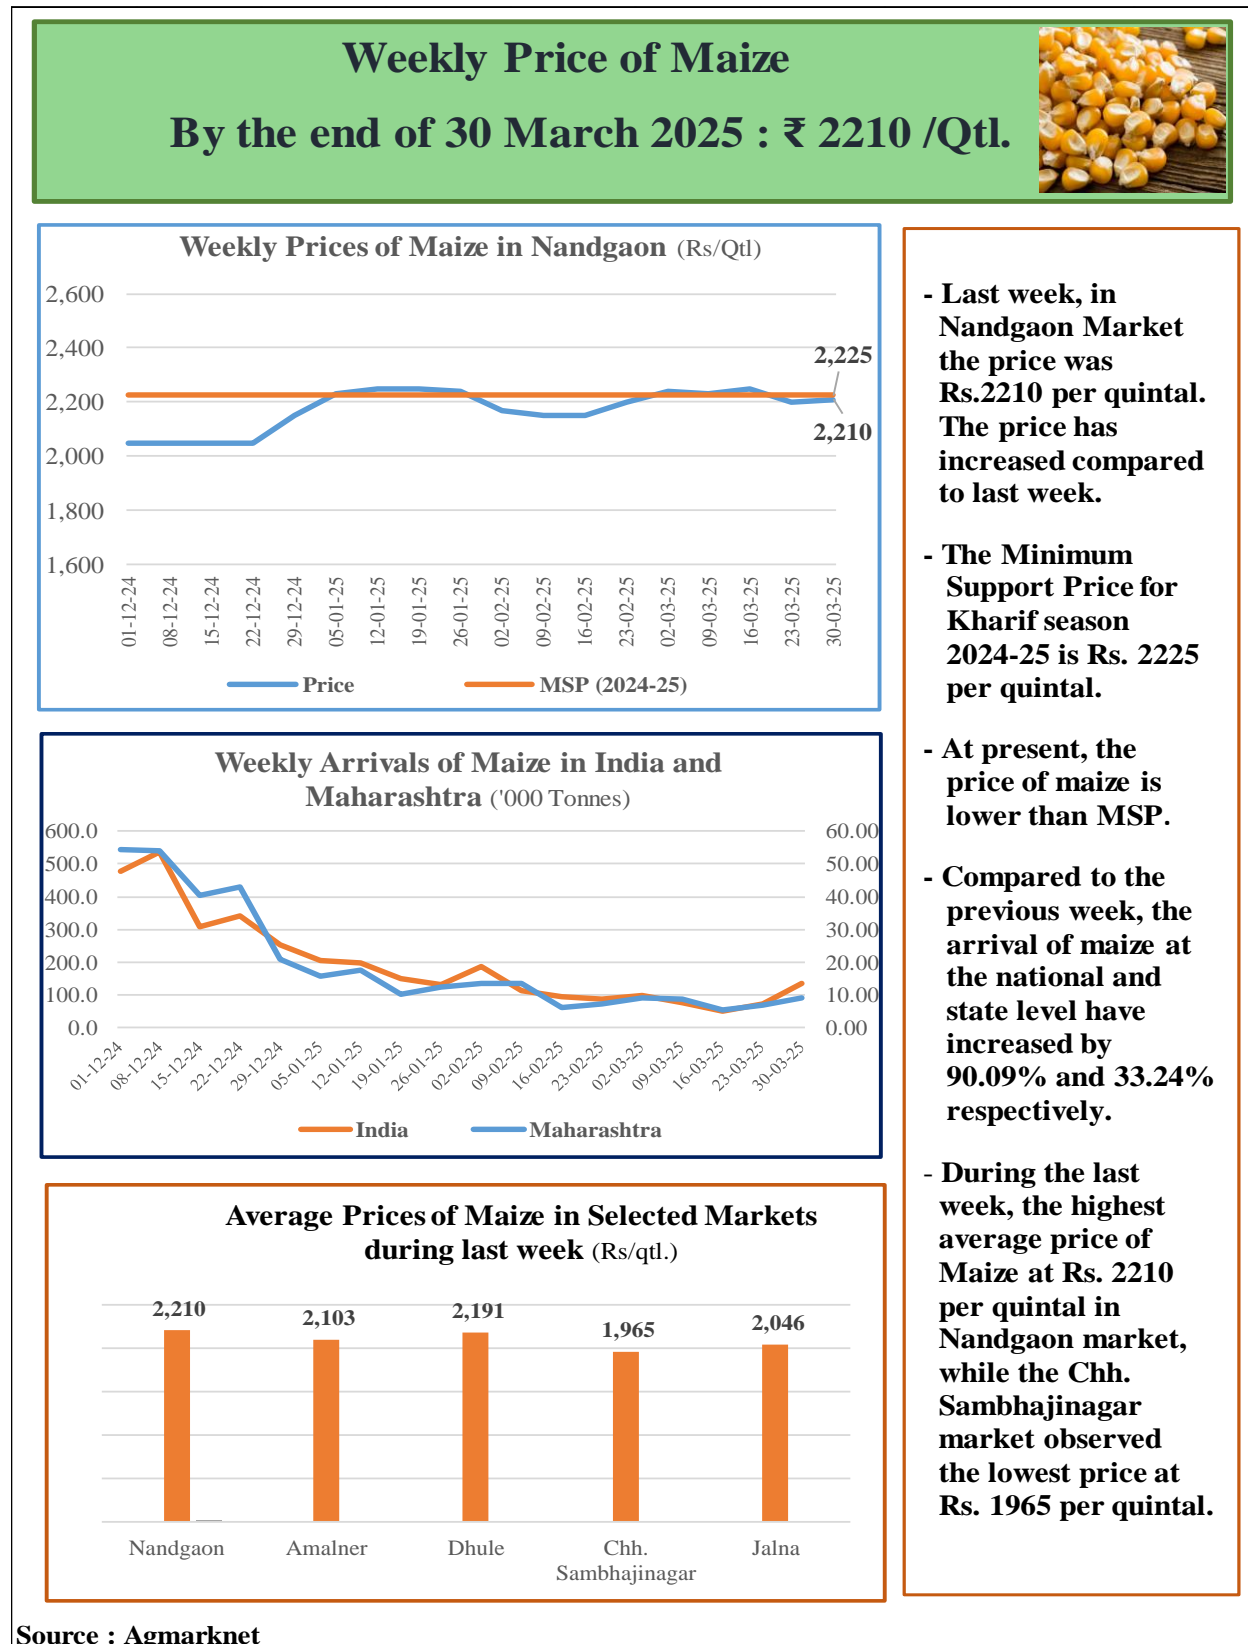 Weekly Price of Maize
By the end of 30 March 2025 : ₹ 2210 /Qtl.
Weekly Prices of Maize in Nandgaon (Rs/Qtl)
2,600
2,400
2,200
2,000
1,800
1,600
2,225
2,210
01-12-24
08-12-24
15-12-24
22-12-24
29-12-24
05-01-25
12-01-25
19-01-25
26-01-25
02-02-25
09-02-25
16-02-25
23-02-25
02-03-25
09-03-25
16-03-25
23-03-25
30-03-25
Price
MSP (2024-25)
Weekly Arrivals of Maize in India and
Maharashtra ('000 Tonnes)
600.0
500.0
400.0
300.0
200.0
100.0
0.0
60.00
50.00
40.00
30.00
20.00
10.00
0.00
01-12-24
08-12-24
15-12-24
22-12-24
29-12-24
05-01-25
12-01-25
19-01-25
26-01-25
02-02-25
09-02-25
16-02-25
23-02-25
02-03-25
09-03-25
16-03-25
23-03-25
30-03-25
India
Maharashtra
Average Prices of Maize in Selected Markets
during last week (Rs/qtl.)
2,210
2,103
2,191
1,965
2,046
Nandgaon
Amalner
Dhule
Chh.
Sambhajinagar
Jalna
- Last week, in
Nandgaon Market
the price was
Rs.2210 per quintal.
The price has
increased compared
to last week.
- The Minimum
Support Price for
Kharif season
2024-25 is Rs. 2225
per quintal.
- At present, the
price of maize is
lower than MSP.
- Compared to the
previous week, the
arrival of maize at
the national and
state level have
increased by
90.09% and 33.24%
respectively.
- During the last
week, the highest
average price of
Maize at Rs. 2210
per quintal in
Nandgaon market,
while the Chh.
Sambhajinagar
market observed
the lowest price at
Rs. 1965 per quintal.
Source : Agmarknet